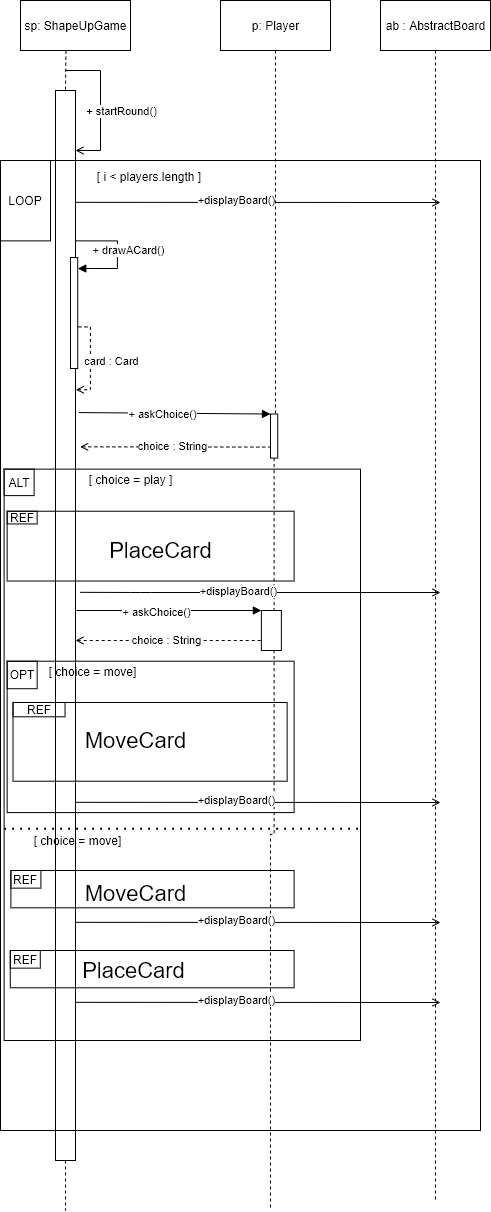 sp: ShapeUpGame
p: Player
ab : AbstractBoard
+ startRound()
LOOP
[ i < players.length ]
+displayBoard()
+ drawACard()
card : Card
+ askChoice()
choice : String
ALT
[ choice = play ]
REF
PlaceCard
+displayBoard()
+ askChoice()
choice : String
OPT
[ choice = move]
REF
MoveCard
+displayBoard()
[ choice = move]
REF
MoveCard
+displayBoard()
REF
PlaceCard
+displayBoard()